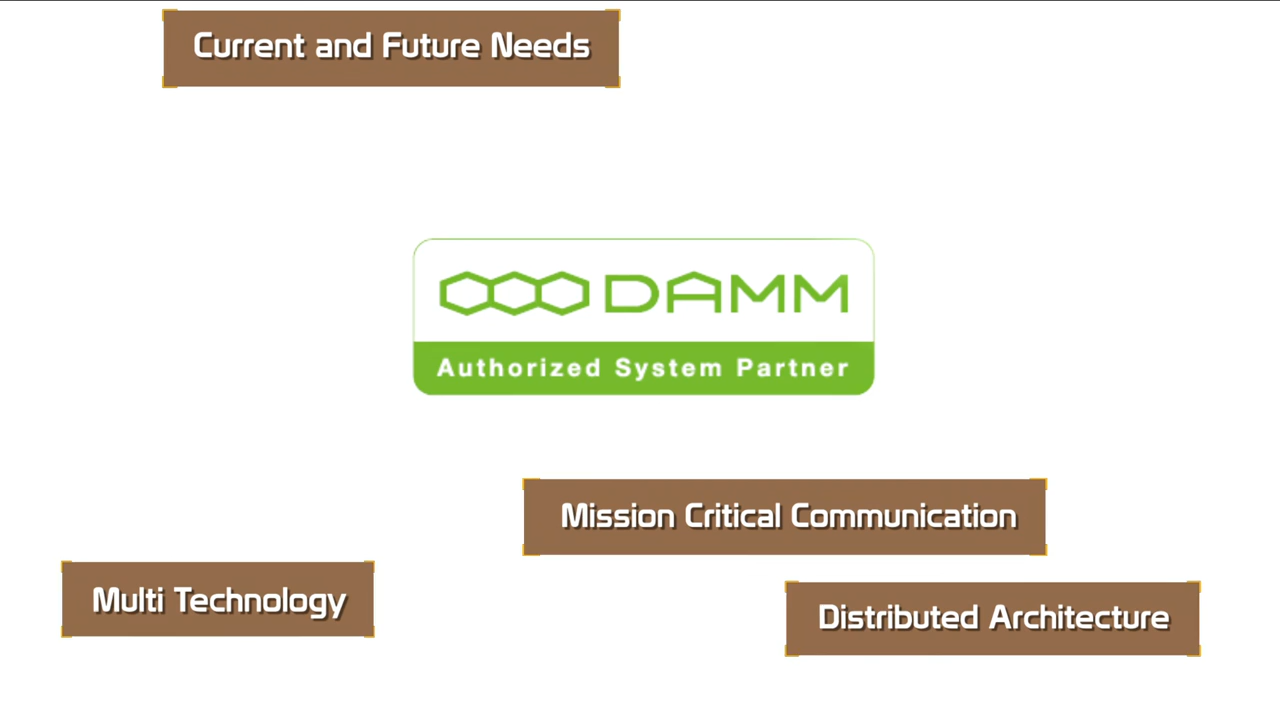 Current and Future Needs
DAMM
Authorized System Partner
Mission Critical Communication
Multi Technology
Distributed Architecture